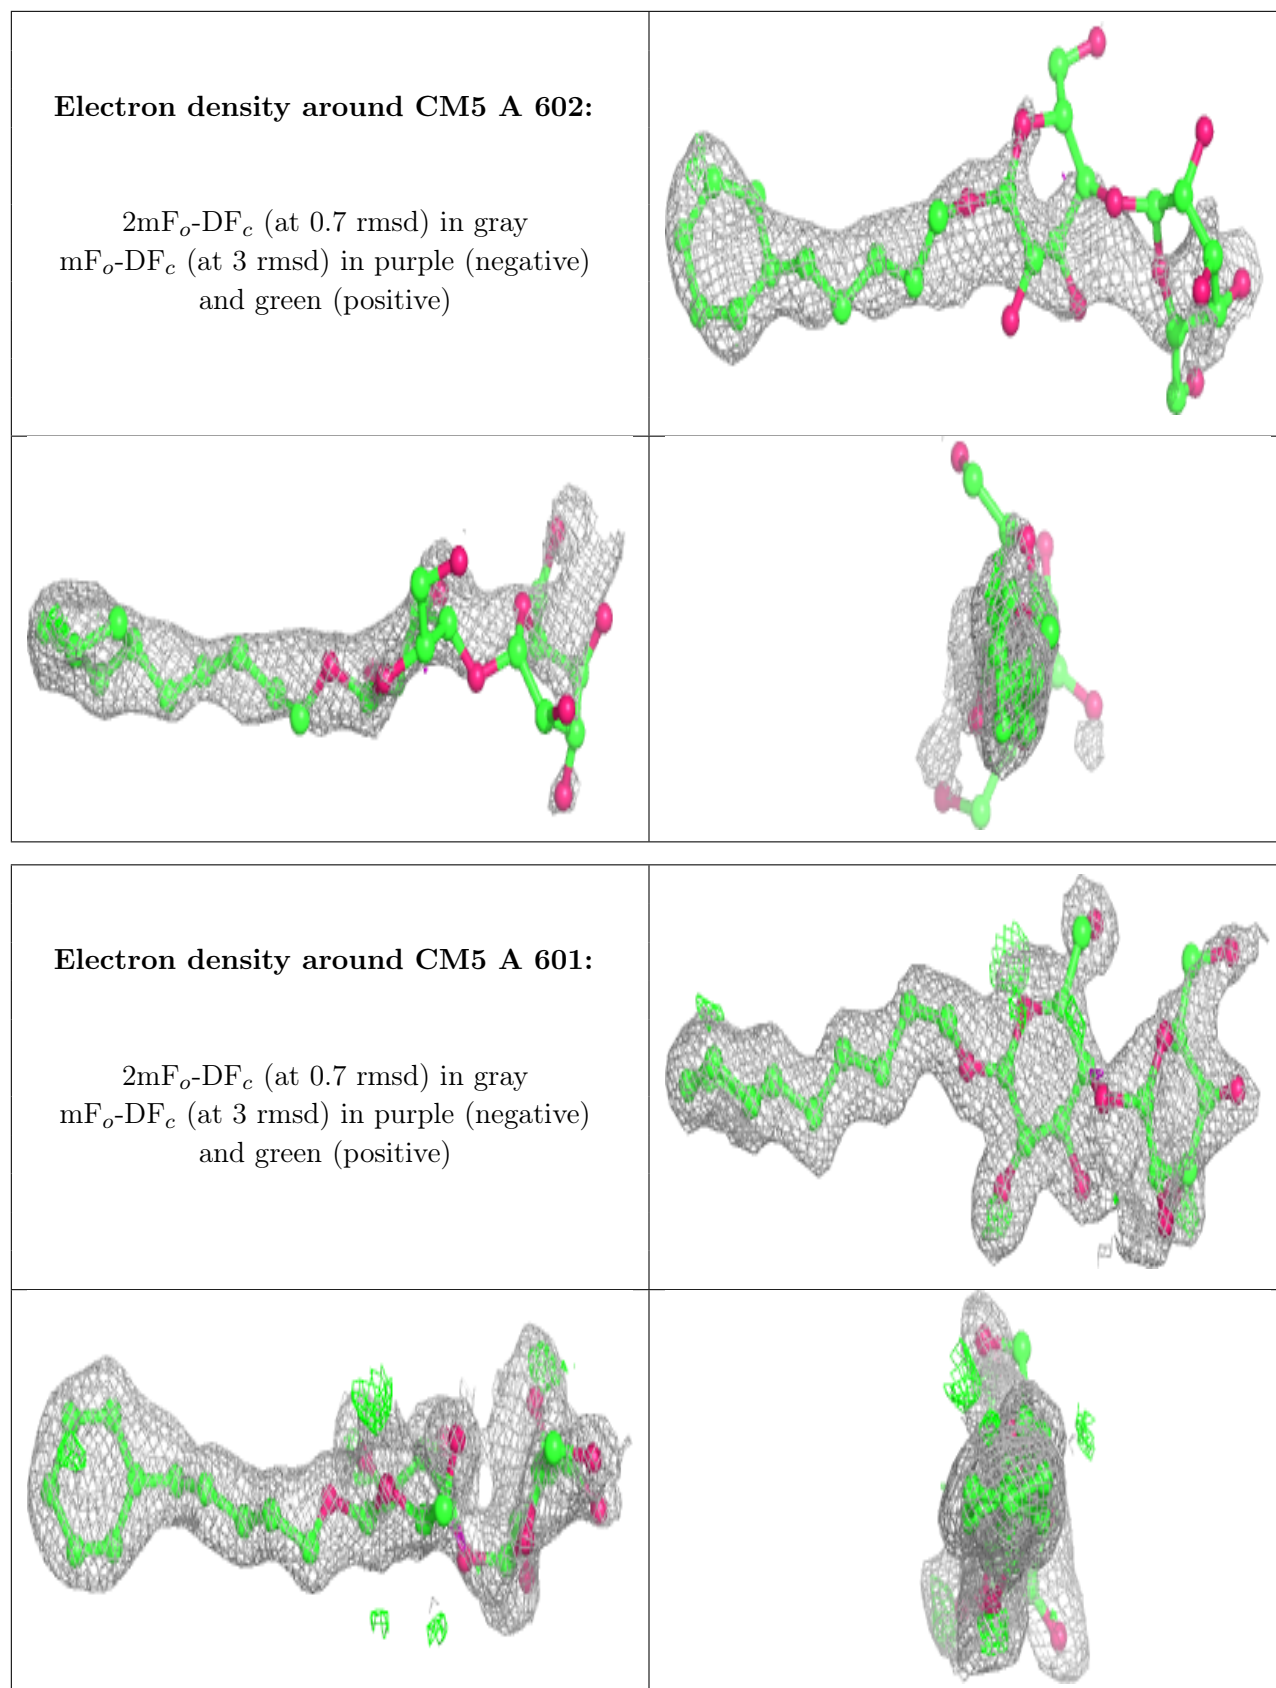 Electron density around CM5 A 602:
2mFo-DFc (at 0.7 rmsd) in gray
mFo-DFc (at 3 rmsd) in purple (negative)
and green (positive)
Electron density around CM5 A 601:
2mFo-DFc (at 0.7 rmsd) in gray
mFo-DFc (at 3 rmsd) in purple (negative)
and green (positive)